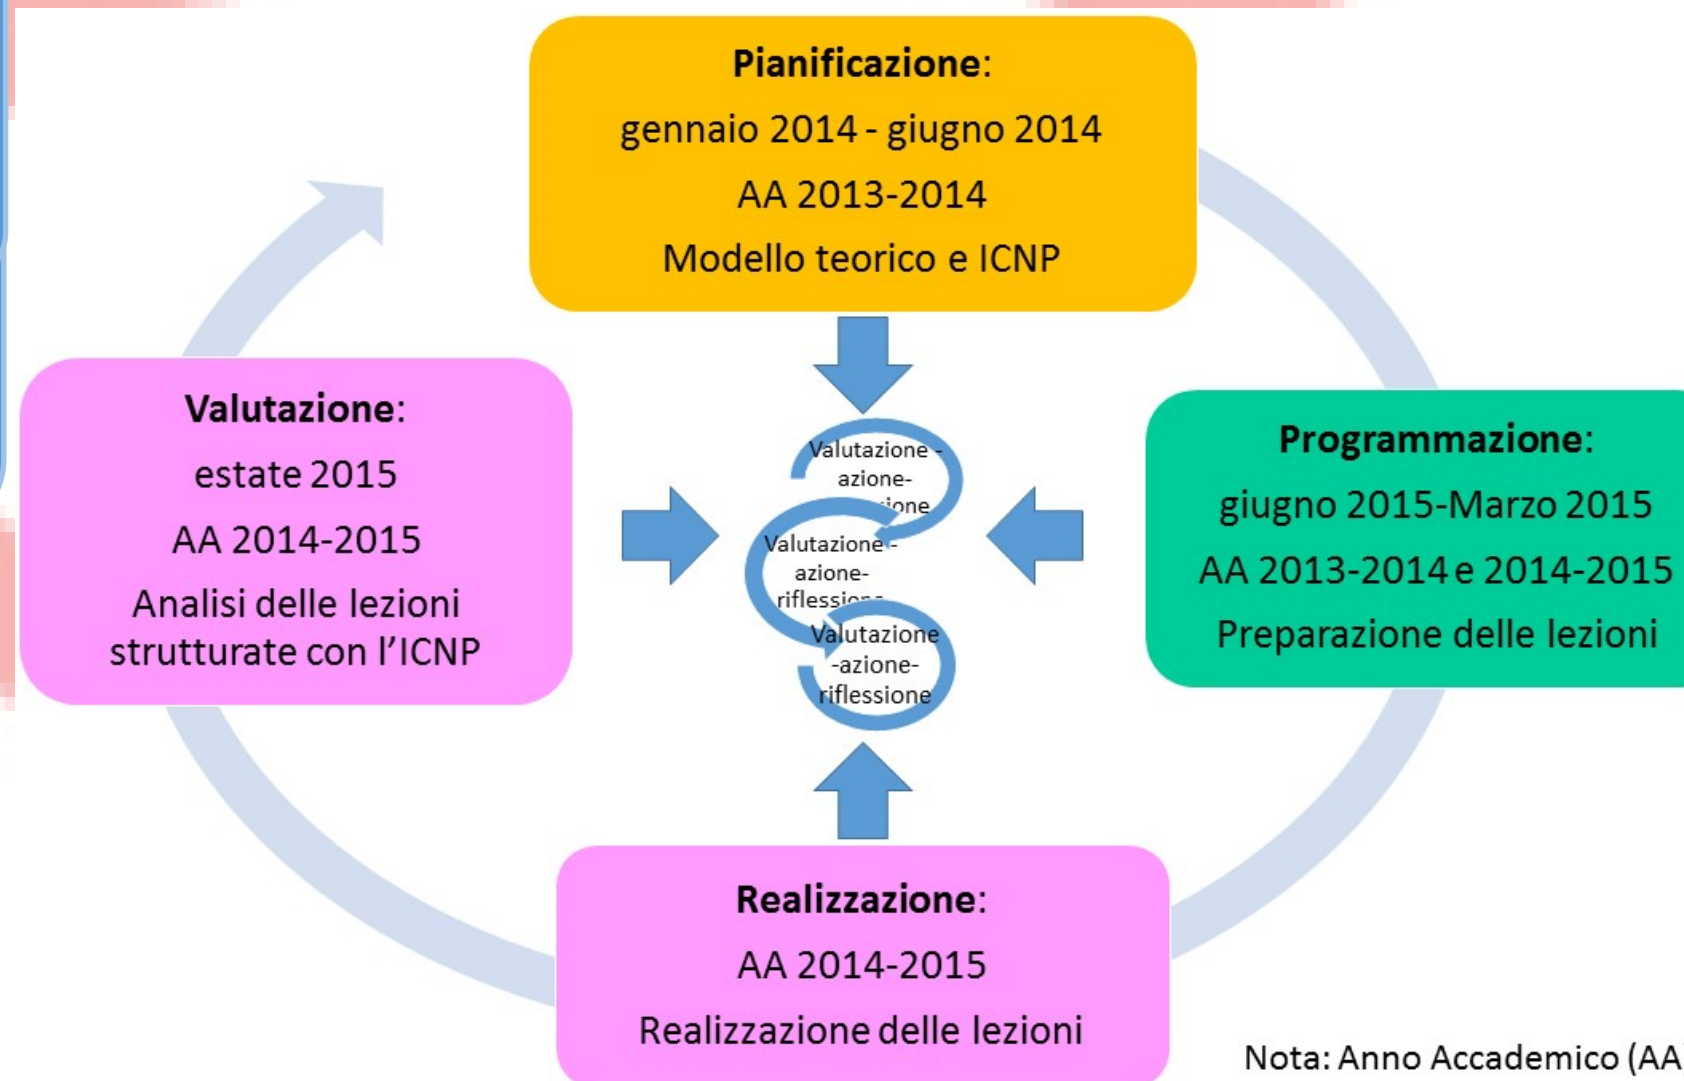 Pianificazione:
gennaio 2014 - giugno 2014
AA 2013-2014
Modello teorico e ICNP
Valutazione:
estate 2015
AA 2014-2015
Analisi delle lezioni
strutturate con l'ICNP
Valutazione -
azione-
Valutazione -
azione-
riflessione
Valutazione
-azione-
riflessione
Programmazione:
giugno 2015-Marzo 2015
AA 2013-2014 e 2014-2015
Preparazione delle lezioni
Realizzazione:
AA 2014-2015
Realizzazione delle lezioni
Nota: Anno Accademico (AA)